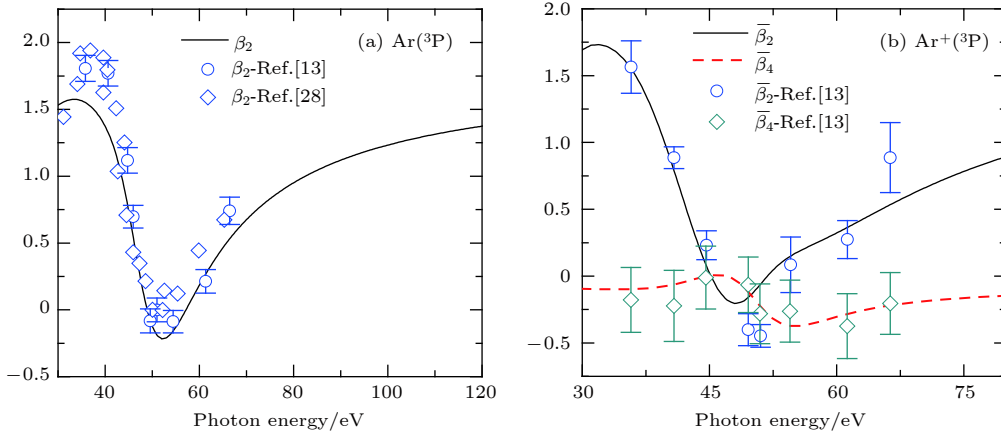 2.0
1.5
1.0
0.5
0
−0.5
40
60
80
100
120
Photon energy/eV
β₂
β₂-Ref.[13]
β₂-Ref.[28]
(a) Ar(³P)
2.0
1.5
1.0
0.5
0
−0.5
30
45
60
75
Photon energy/eV
β̅₂
β̅₄
β̅₂-Ref.[13]
β̅₄-Ref.[13]
(b) Ar⁺(³P)